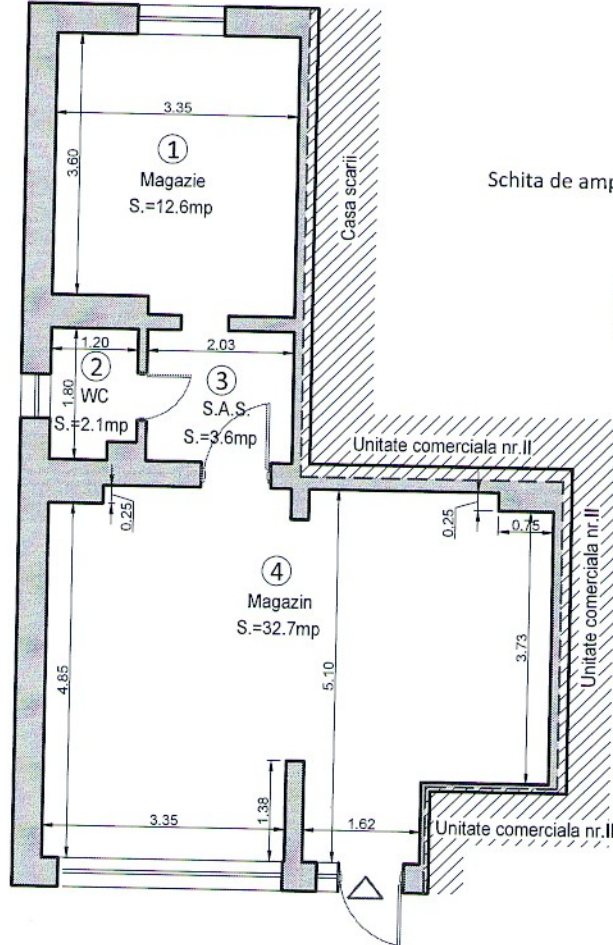 3.35
3.60
1
Magazie
S.=12.6mp
Casa scarii
Schita de amp
1.20
2.03
2
WC
1.80
S.=2.1mp
3
S.A.S.
S.=3.6mp
Unitate comerciala nr.II
0.25
0.25
0.75
4
Magazin
S.=32.7mp
4.85
5.10
3.73
Unitate comerciala nr.II
1.38
3.35
1.62
Unitate comerciala nr.II